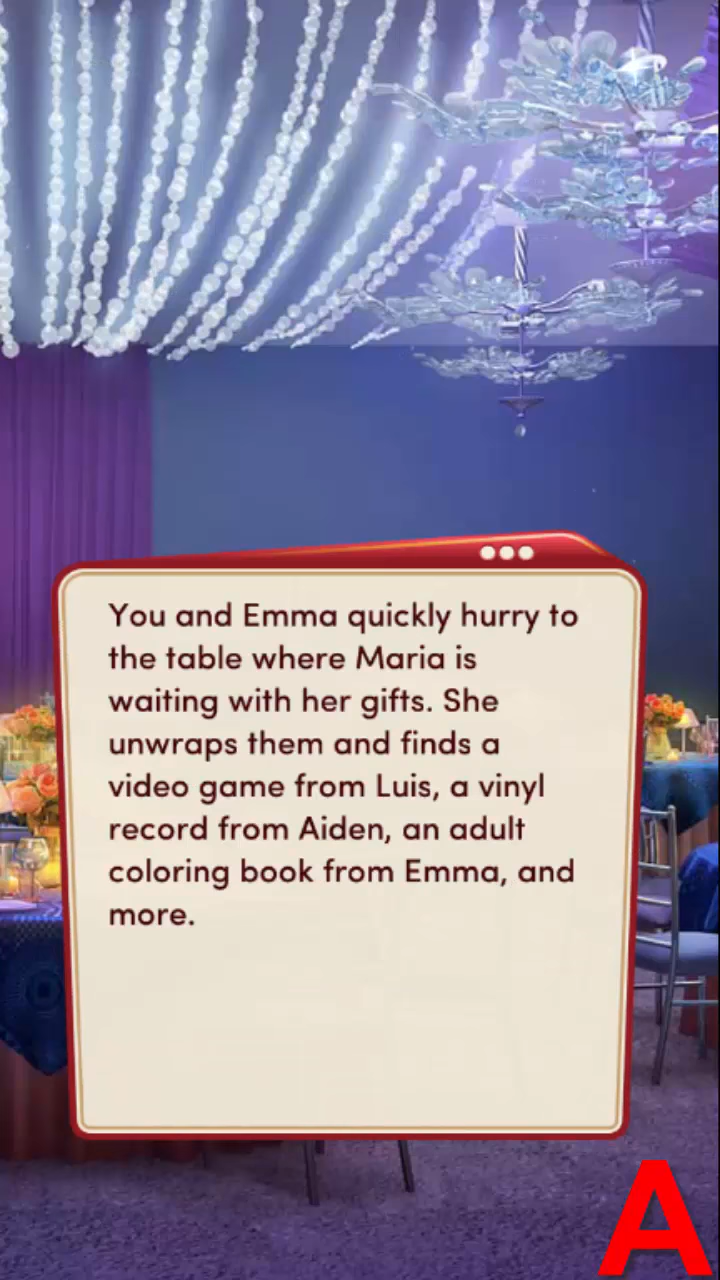 You and Emma quickly hurry to
the table where Maria is
waiting with her gifts. She
unwraps them and finds a
video game from Luis, a vinyl
record from Aiden, an adult
coloring book from Emma, and
more.
A